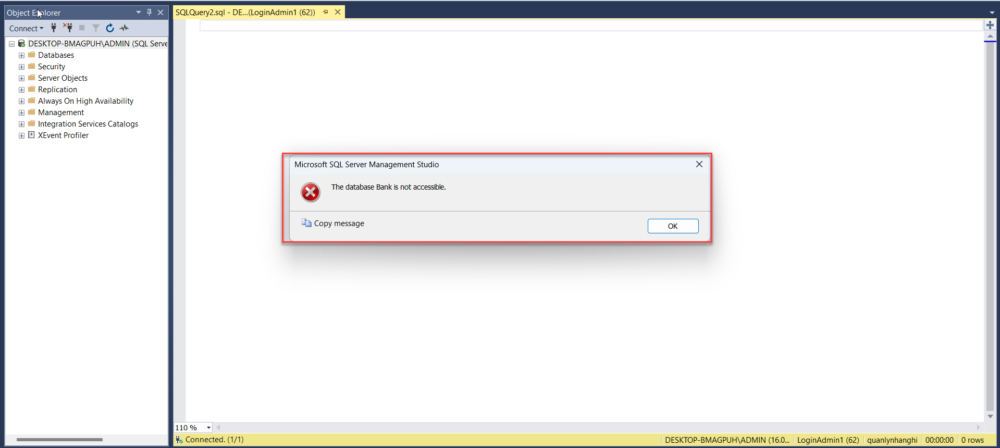 Object Explorer
Connect
DESKTOP-BMAGPUH\ADMIN (SQL Serve
Databases
Security
Server Objects
Replication
Always On High Availability
Management
Integration Services Catalogs
XEvent Profiler
SQLQuery2.sql - DE...(LoginAdmin1 (62))
Microsoft SQL Server Management Studio
The database Bank is not accessible.
Copy message
OK
110 %
Connected. (1/1)
DESKTOP-BMAGPUH\ADMIN (16.0...
LoginAdmin1 (62)
quanlynhanghi
00:00:00
0 rows